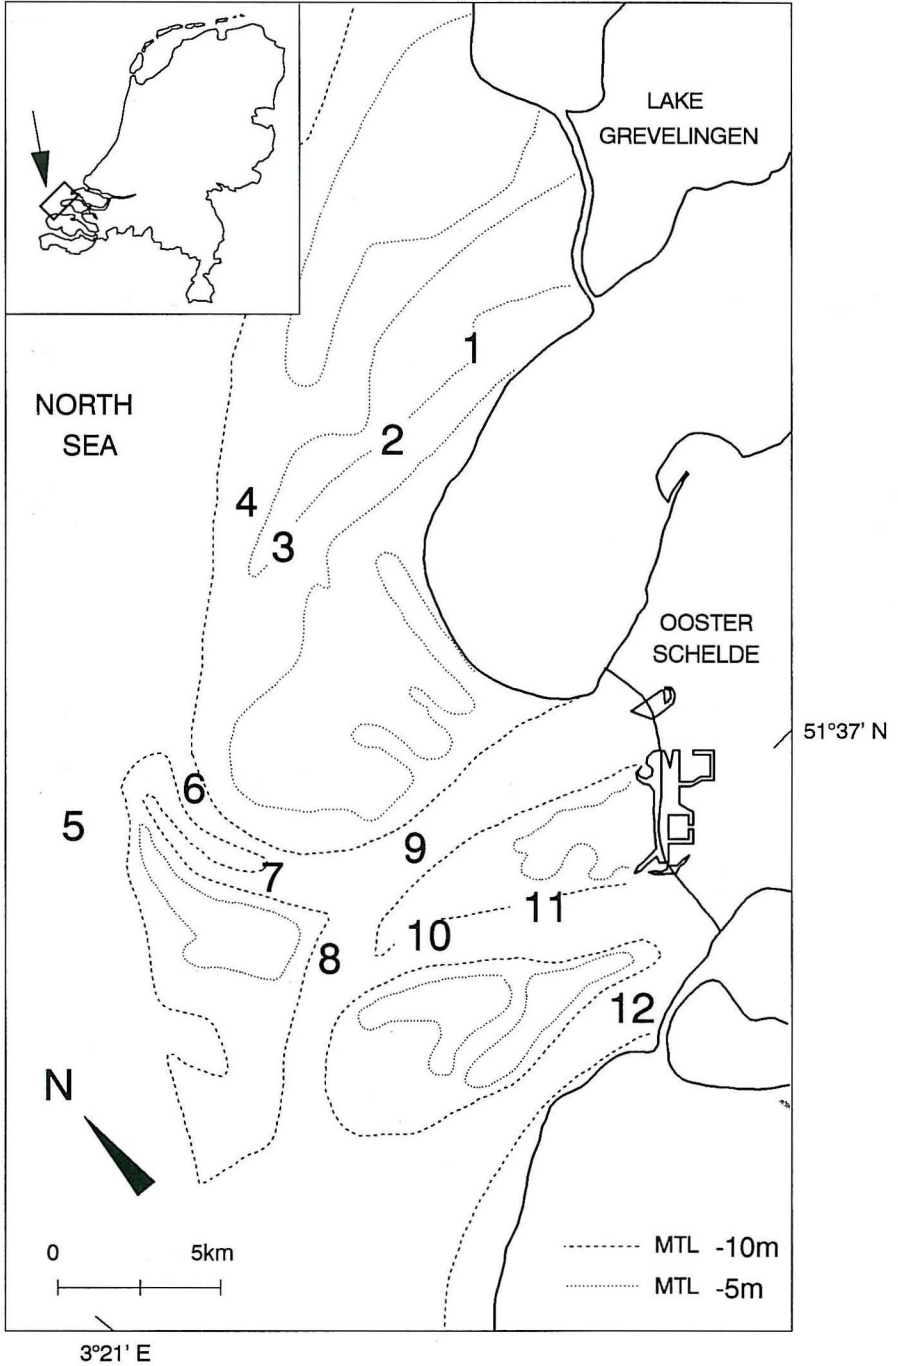 LAKE
GREVELINGEN
1
NORTH
SEA
2
4
3
OOSTER
SCHELDE
51°37' N
6
5
9
7
11
10
8
12
N
0 5km
MTL -10m
MTL -5m
3°21' E